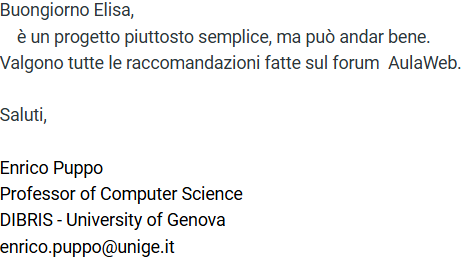 Buongiorno Elisa,
è un progetto piuttosto semplice, ma può andar bene.
Valgono tutte le raccomandazioni fatte sul forum  AulaWeb.
Saluti,
Enrico Puppo
Professor of Computer Science
DIBRIS - University of Genova
enrico.puppo@unige.it